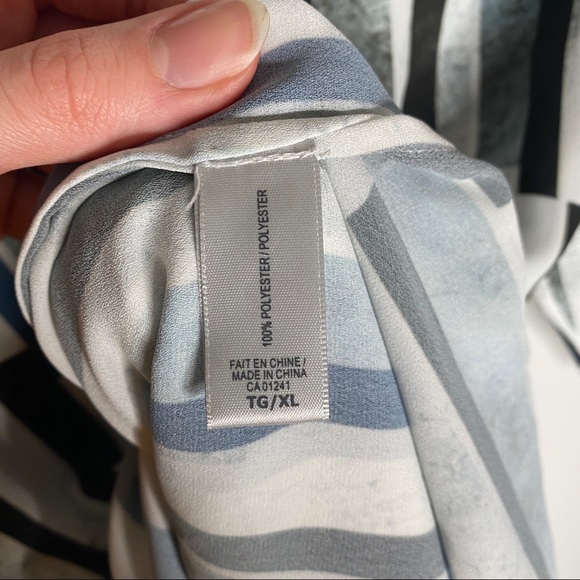 100% POLYESTER / POLYESTER
FAIT EN CHINE /
MADE IN CHINA
CA 01241
TG/XL